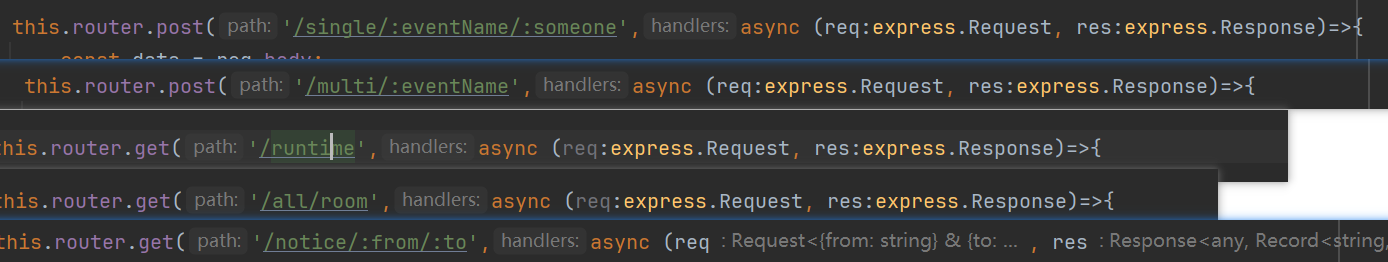 this.router.post( path: '/single/:eventName/:someone', handlers: async (req:express.Request, res:express.Response)=>{
this.router.post( path: '/multi/:eventName', handlers: async (req:express.Request, res:express.Response)=>{
this.router.get( path: '/runtime', handlers: async (req:express.Request, res:express.Response)=>{
this.router.get( path: '/all/room', handlers: async (req:express.Request, res:express.Response)=>{
this.router.get( path: '/notice/:from/:to', handlers: async (req : Request<{from: string} & {to: ... , res : Response<any, Record<string,